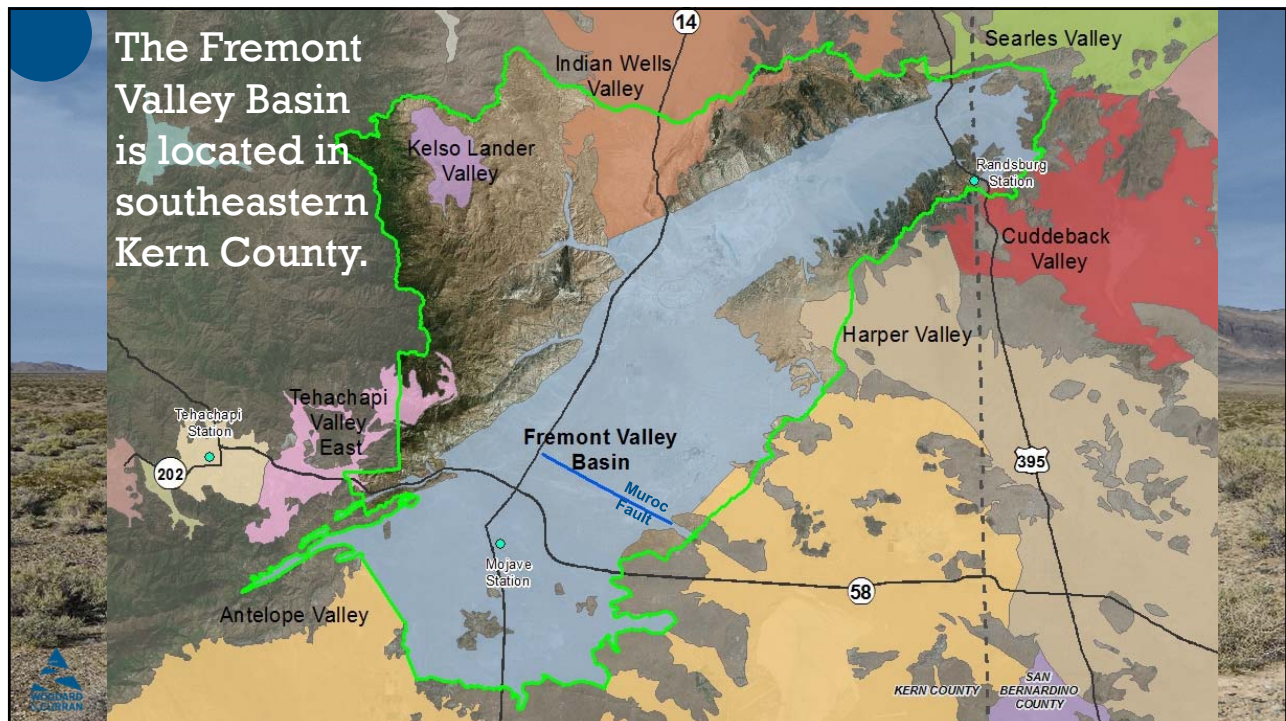 The Fremont
Valley Basin
is located in
southeastern
Kern County.
14
Searles Valley
Indian Wells
Valley
Kelso Lander
Valley
Randsburg
Station
Cuddeback
Valley
Harper Valley
Tehachapi
Valley
East
Tehachapi
Station
202
Fremont Valley
Basin
395
Muroc
Fault
Mojave
Station
58
Antelope Valley
KERN COUNTY
SAN
BERNARDINO
COUNTY
WOODARD
& CURRAN